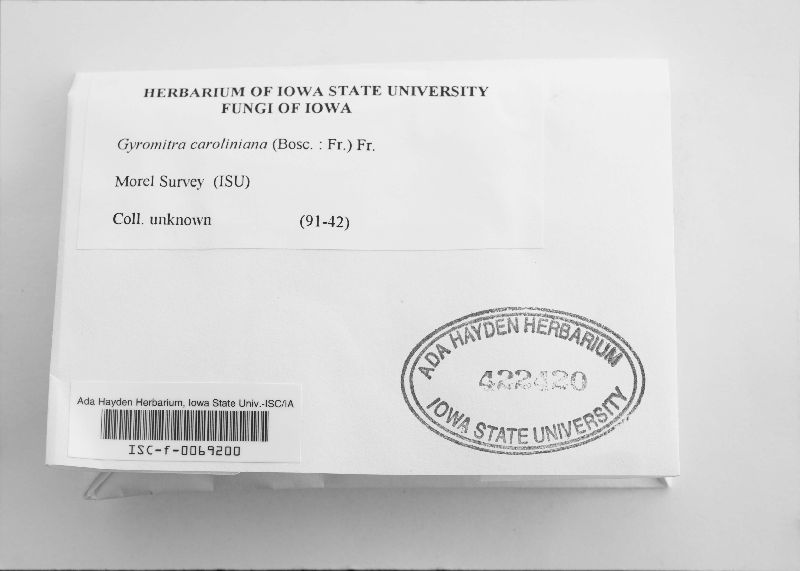 HERBARIUM OF IOWA STATE UNIVERSITY
FUNGI OF IOWA
Gyromitra caroliniana (Bosc. : Fr.) Fr.
Morel Survey (ISU)
Coll. unknown (91-42)
ADA HAYDEN HERBARIUM
422420
IOWA STATE UNIVERSITY
Ada Hayden Herbarium, Iowa State Univ.-ISC/IA
ISC-f-0069200